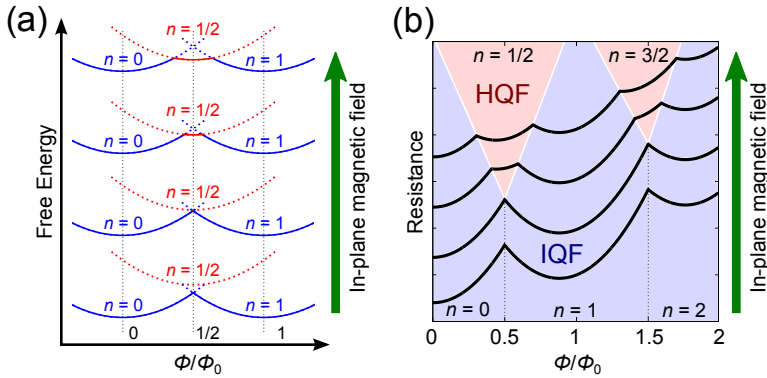 (a)
Free Energy
n = 1/2
n = 0
n = 1
n = 1/2
n = 0
n = 1
n = 1/2
n = 0
n = 1
n = 1/2
n = 0
n = 1
0
1/2
1
Φ/Φ0
In-plane magnetic field
(b)
Resistance
n = 1/2
n = 3/2
HQF
IQF
n = 0
n = 1
n = 2
0
0.5
1
1.5
2
Φ/Φ0
In-plane magnetic field